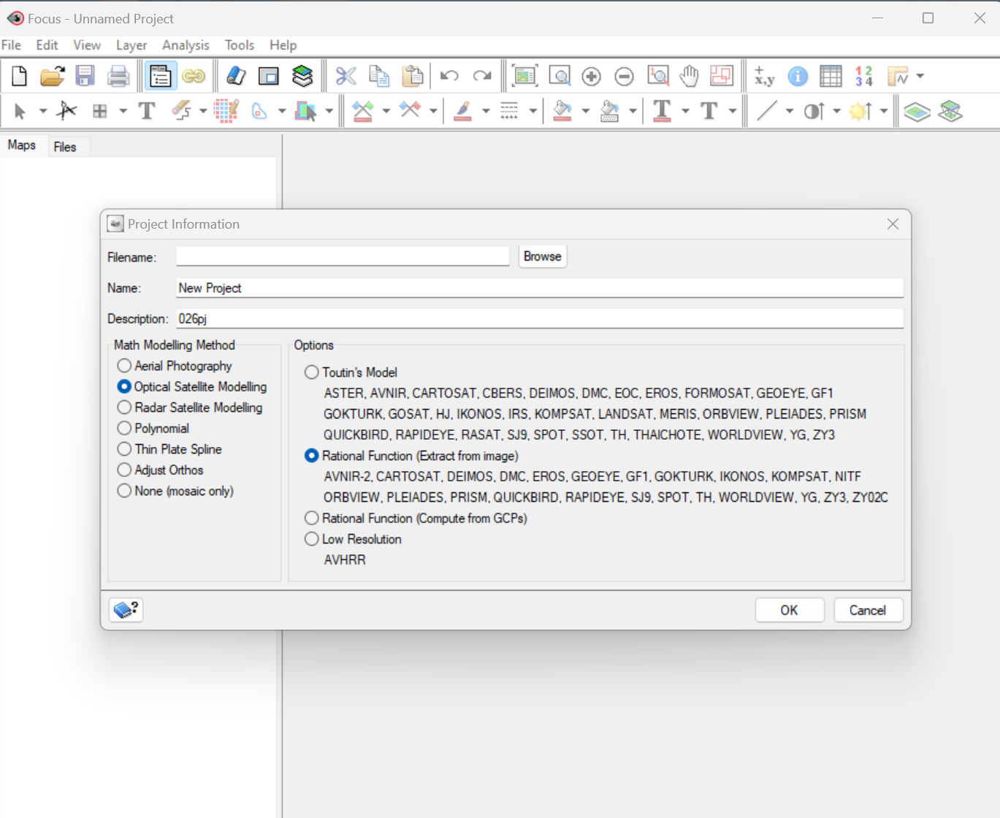 Focus - Unnamed Project
File Edit View Layer Analysis Tools Help
+
x,y
1 2
3 4
1
i
T
T T
Maps Files
Project Information
Filename: Browse
Name: New Project
Description: 026pj
Math Modelling Method
Aerial Photography
Optical Satellite Modelling
Radar Satellite Modelling
Polynomial
Thin Plate Spline
Adjust Orthos
None (mosaic only)
Options
Toutin's Model
ASTER, AVNIR, CARTOSAT, CBERS, DEIMOS, DMC, EOC, EROS, FORMOSAT, GEOEYE, GF1
GOKTURK, GOSAT, HJ, IKONOS, IRS, KOMPSAT, LANDSAT, MERIS, ORBVIEW, PLEIADES, PRISM
QUICKBIRD, RAPIDEYE, RASAT, SJ9, SPOT, SSOT, TH, THAICHOTE, WORLDVIEW, YG, ZY3
Rational Function (Extract from image)
AVNIR-2, CARTOSAT, DEIMOS, DMC, EROS, GEOEYE, GF1, GOKTURK, IKONOS, KOMPSAT, NITF
ORBVIEW, PLEIADES, PRISM, QUICKBIRD, RAPIDEYE, SJ9, SPOT, TH, WORLDVIEW, YG, ZY3, ZY02C
Rational Function (Compute from GCPs)
Low Resolution
AVHRR
?
OK Cancel